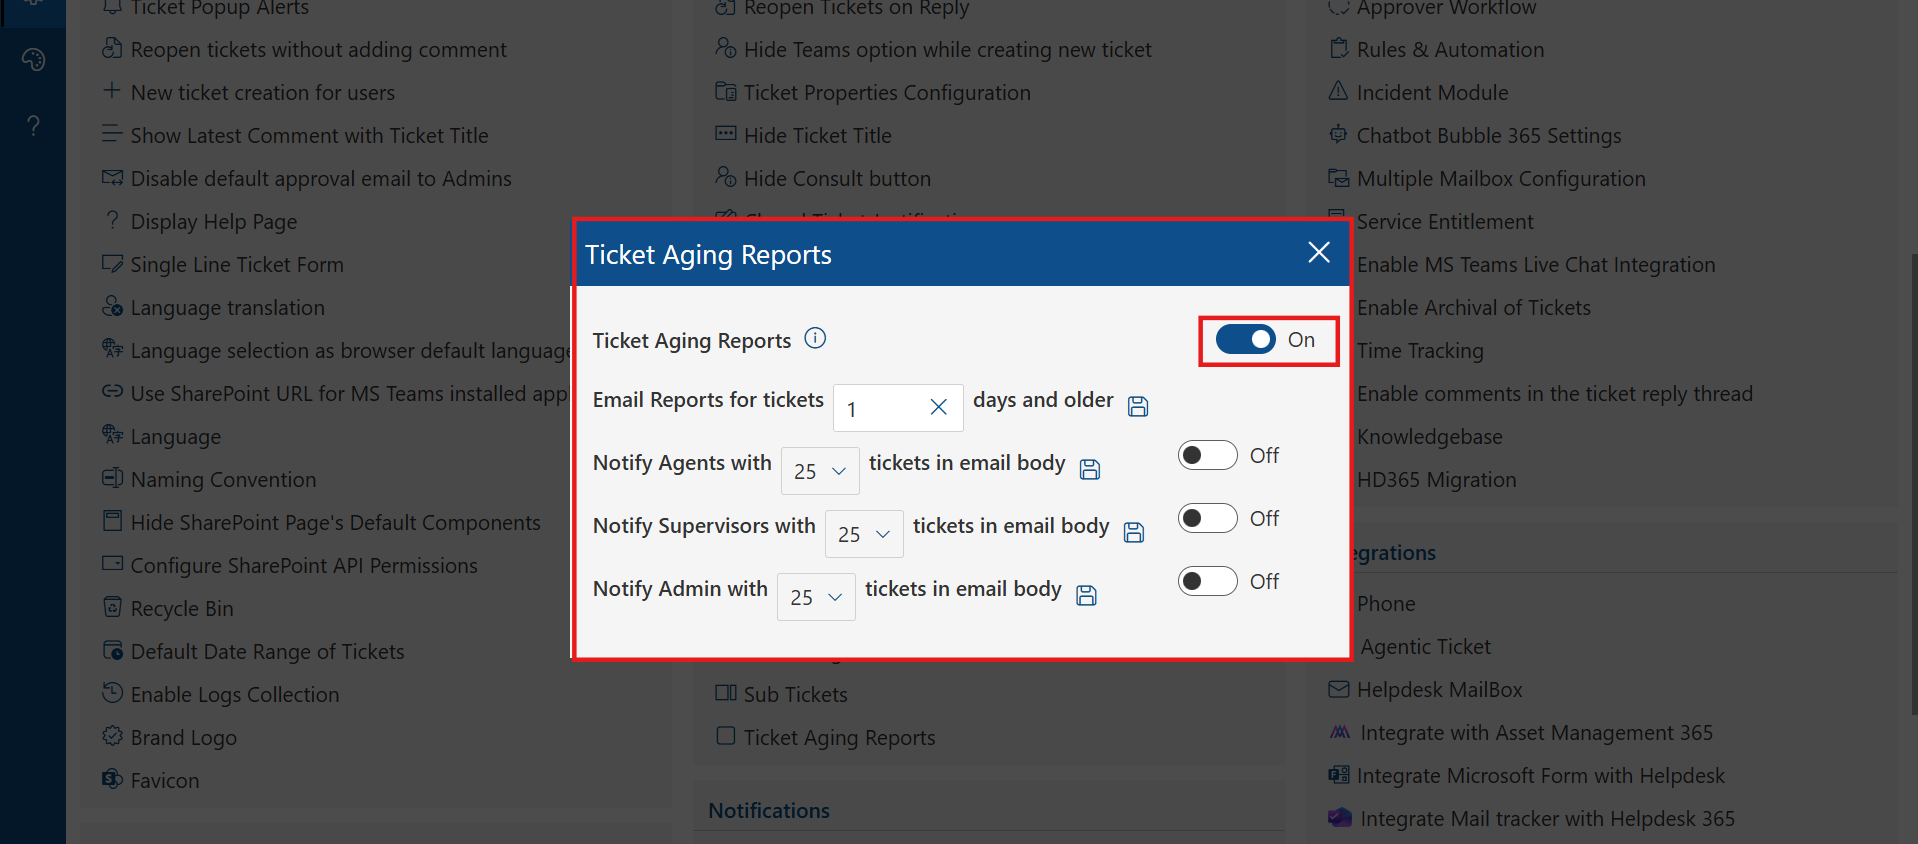 Ticket Popup Alerts
Reopen tickets without adding comment
New ticket creation for users
Show Latest Comment with Ticket Title
Disable default approval email to Admins
Display Help Page
Single Line Ticket Form
Language translation
Language selection as browser default language
Use SharePoint URL for MS Teams installed app
Language
Naming Convention
Hide SharePoint Page's Default Components
Configure SharePoint API Permissions
Recycle Bin
Default Date Range of Tickets
Enable Logs Collection
Brand Logo
Favicon
Reopen Tickets on Reply
Hide Teams option while creating new ticket
Ticket Properties Configuration
Hide Ticket Title
Hide Consult button
Ticket Aging Reports
Ticket Aging Reports On
Email Reports for tickets 1 days and older
Notify Agents with 25 tickets in email body Off
Notify Supervisors with 25 tickets in email body Off
Notify Admin with 25 tickets in email body Off
Sub Tickets
Ticket Aging Reports
Notifications
Approver Workflow
Rules & Automation
Incident Module
Chatbot Bubble 365 Settings
Multiple Mailbox Configuration
Service Entitlement
Enable MS Teams Live Chat Integration
Enable Archival of Tickets
Time Tracking
Enable comments in the ticket reply thread
Knowledgebase
HD365 Migration
egrations
Phone
Agentic Ticket
Helpdesk MailBox
Integrate with Asset Management 365
Integrate Microsoft Form with Helpdesk
Integrate Mail tracker with Helpdesk 365